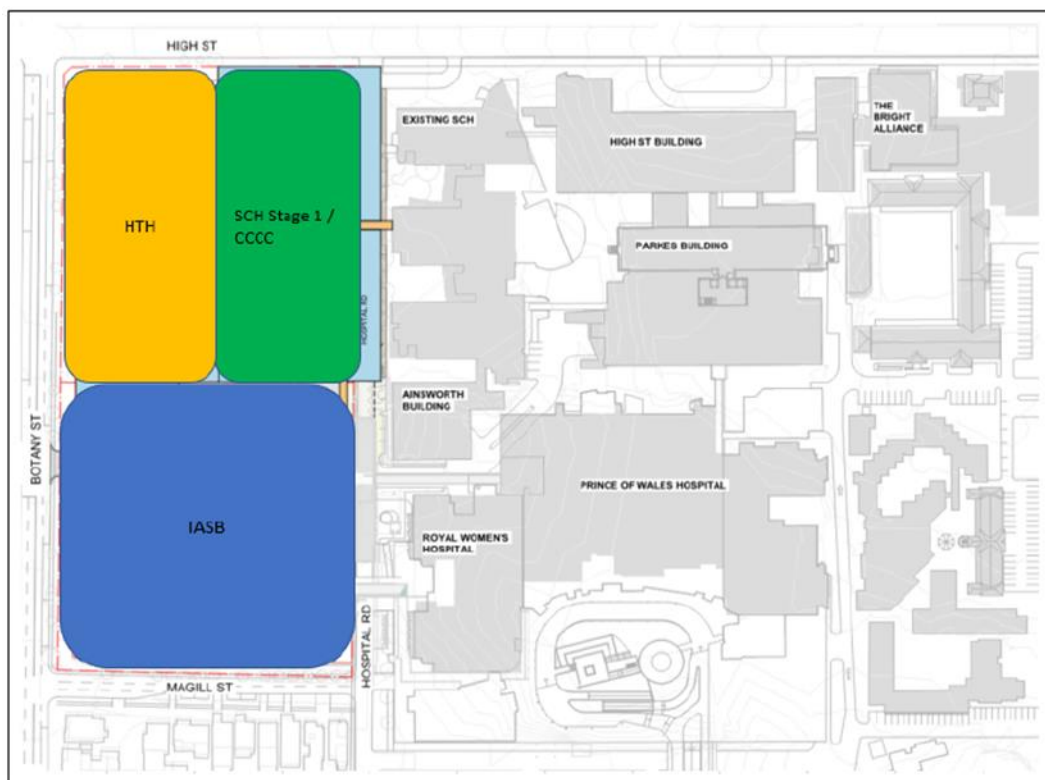 HIGH ST
EXISTING SCH
HIGH ST BUILDING
THE
BRIGHT
ALLIANCE
HTH
SCH Stage 1 /
CCCC
PARKES BUILDING
HOSPITAL RD
AINSWORTH
BUILDING
BOTANY ST
IASB
PRINCE OF WALES HOSPITAL
ROYAL WOMEN'S
HOSPITAL
HOSPITAL RD
MAGILL ST